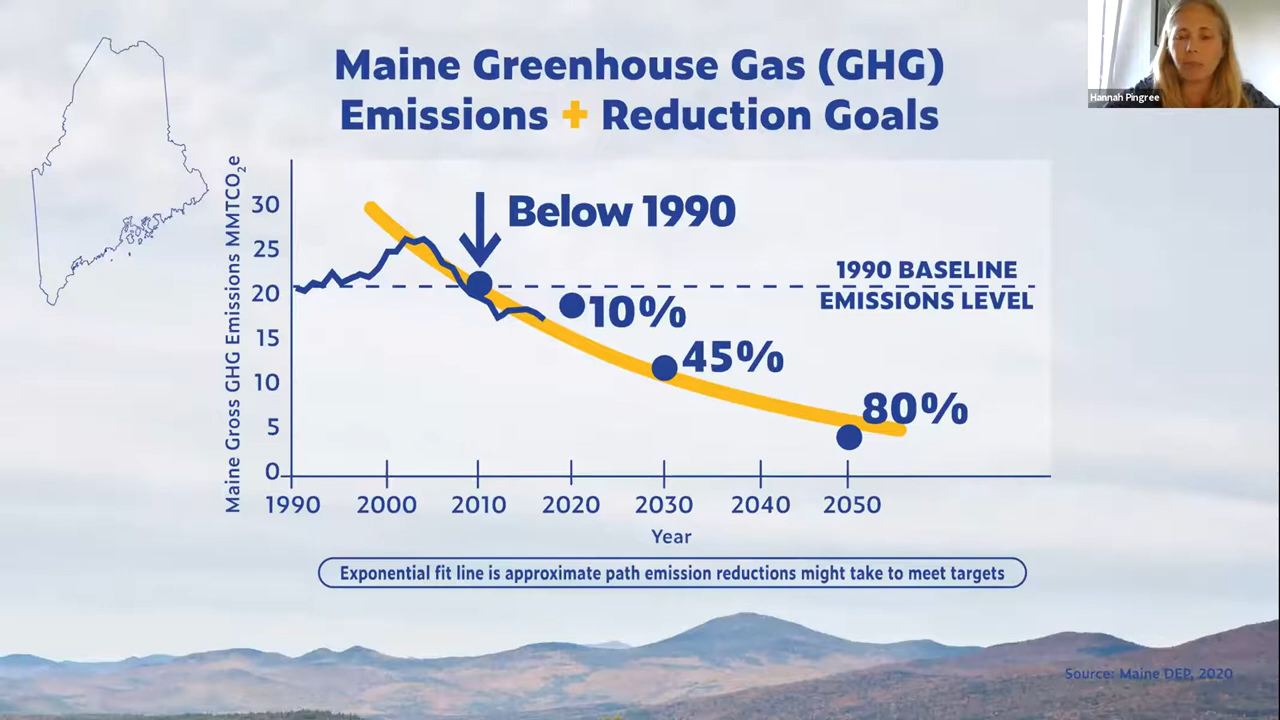 Maine Greenhouse Gas (GHG)
Emissions + Reduction Goals
Hannah Pingree
Maine Gross GHG Emissions MMTCO₂e
30
25
20
15
10
5
0
Below 1990
1990 BASELINE
EMISSIONS LEVEL
10%
45%
80%
1990 2000 2010 2020 2030 2040 2050
Year
Exponential fit line is approximate path emission reductions might take to meet targets
Source: Maine DEP, 2020